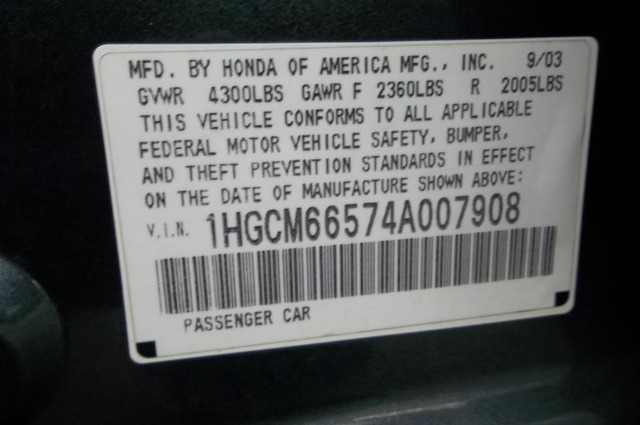 MFD. BY HONDA OF AMERICA MFG., INC. 9/03
GVWR 4300LBS GAWR F 2360LBS R 2005LBS
THIS VEHICLE CONFORMS TO ALL APPLICABLE
FEDERAL MOTOR VEHICLE SAFETY, BUMPER,
AND THEFT PREVENTION STANDARDS IN EFFECT
ON THE DATE OF MANUFACTURE SHOWN ABOVE:
V.I.N. 1HGCM66574A007908
PASSENGER CAR